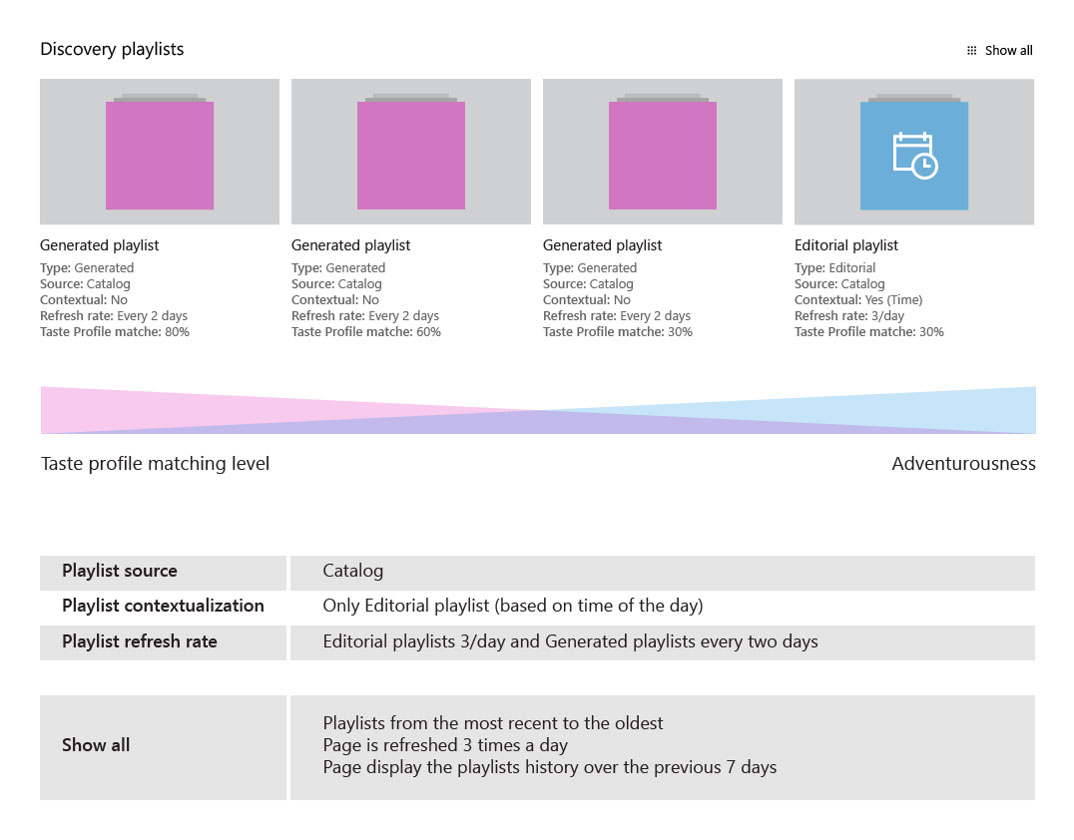 Discovery playlists
Show all
Generated playlist
Type: Generated
Source: Catalog
Contextual: No
Refresh rate: Every 2 days
Taste Profile matche: 80%
Generated playlist
Type: Generated
Source: Catalog
Contextual: No
Refresh rate: Every 2 days
Taste Profile matche: 60%
Generated playlist
Type: Generated
Source: Catalog
Contextual: No
Refresh rate: Every 2 days
Taste Profile matche: 30%
Editorial playlist
Type: Editorial
Source: Catalog
Contextual: Yes (Time)
Refresh rate: 3/day
Taste Profile matche: 30%
Taste profile matching level
Adventurousness
Playlist source
Catalog
Playlist contextualization
Only Editorial playlist (based on time of the day)
Playlist refresh rate
Editorial playlists 3/day and Generated playlists every two days
Show all
Playlists from the most recent to the oldest
Page is refreshed 3 times a day
Page display the playlists history over the previous 7 days